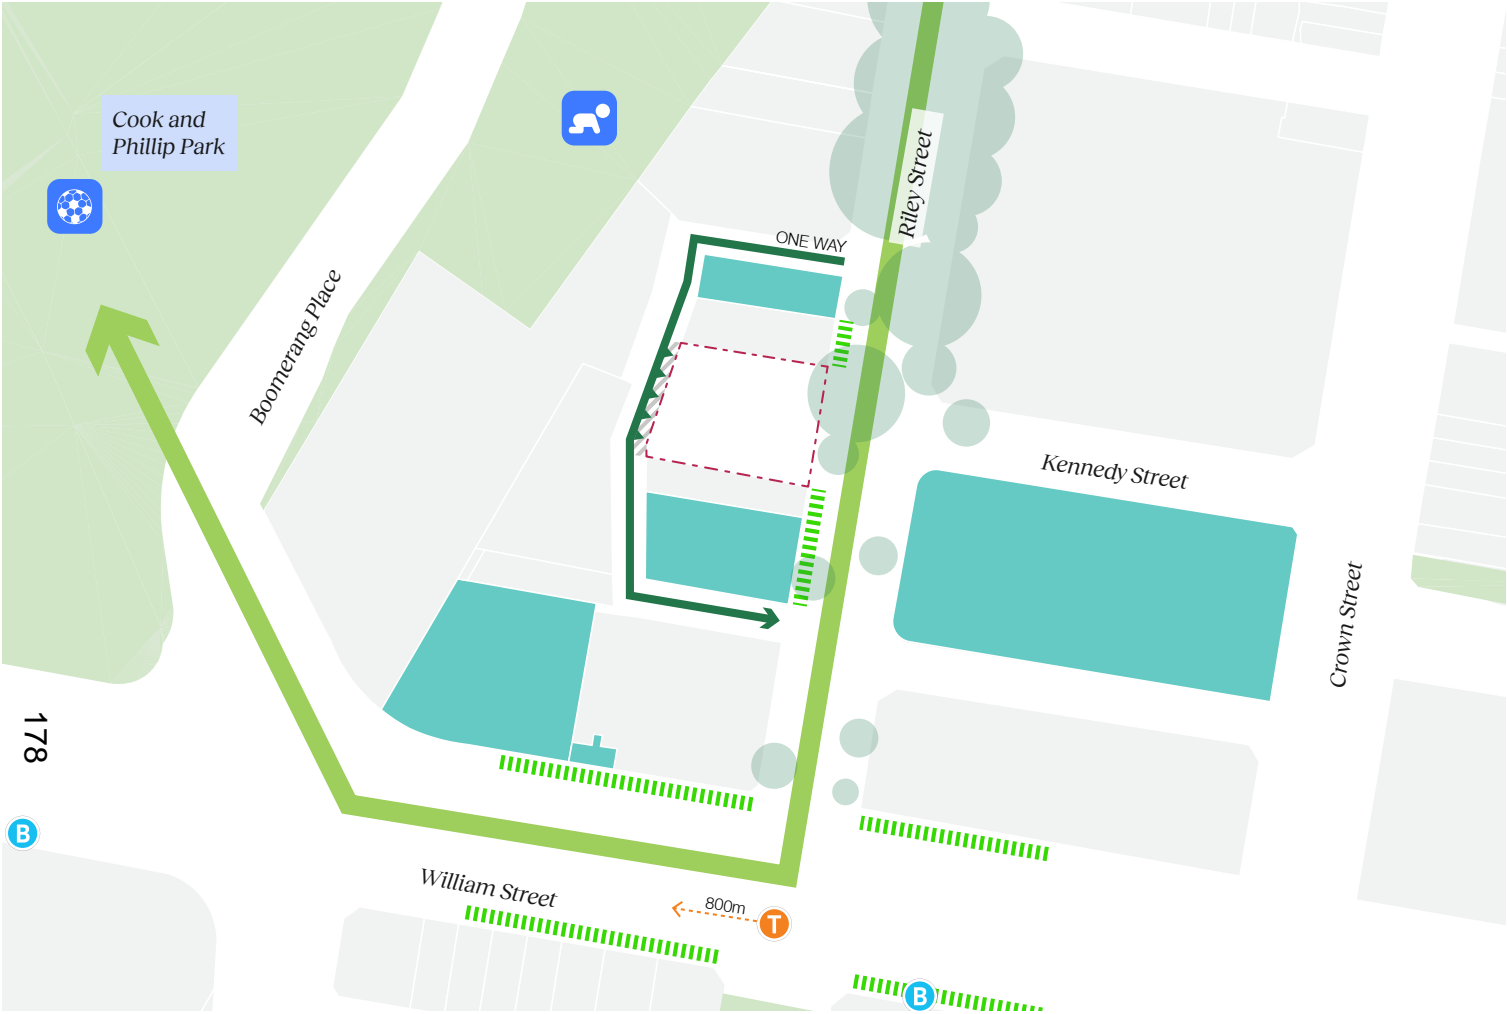 Cook and
Phillip Park
Riley Street
ONE WAY
Boomerang Place
Kennedy Street
Crown Street
178
B
William Street
800m
T
B